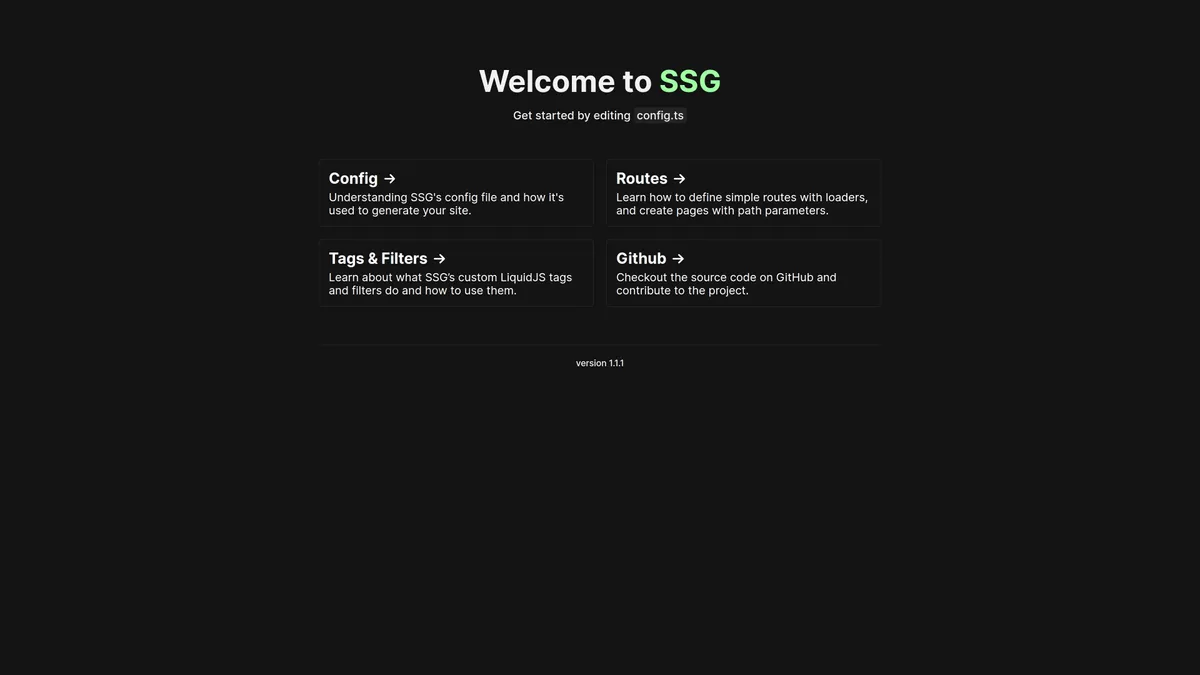 Welcome to SSG
Get started by editing config.ts
Config →
Understanding SSG's config file and how it's
used to generate your site.
Routes →
Learn how to define simple routes with loaders,
and create pages with path parameters.
Tags & Filters →
Learn about what SSG’s custom LiquidJS tags
and filters do and how to use them.
Github →
Checkout the source code on GitHub and
contribute to the project.
version 1.1.1